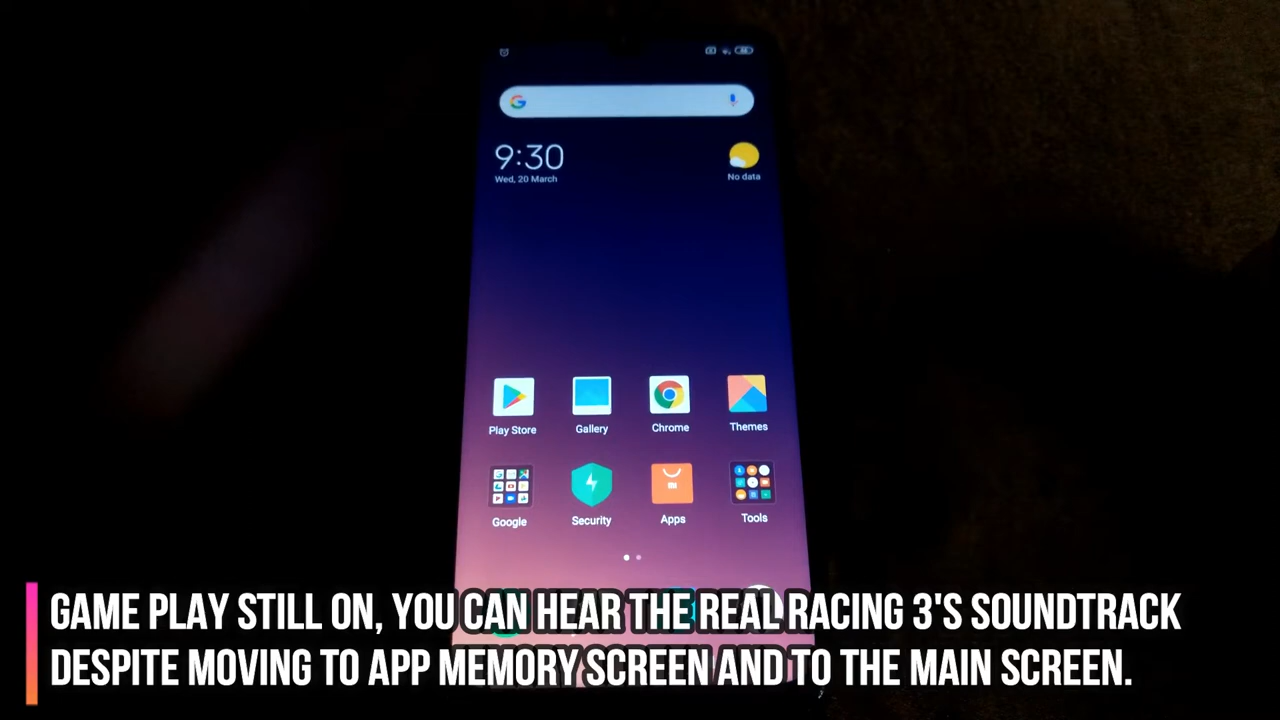 9:30
Wed, 20 March
No data
Play Store Gallery Chrome Themes
mi
Google Security Apps Tools
GAME PLAY STILL ON, YOU CAN HEAR THE REAL RACING 3'S SOUNDTRACK
DESPITE MOVING TO APP MEMORY SCREEN AND TO THE MAIN SCREEN.